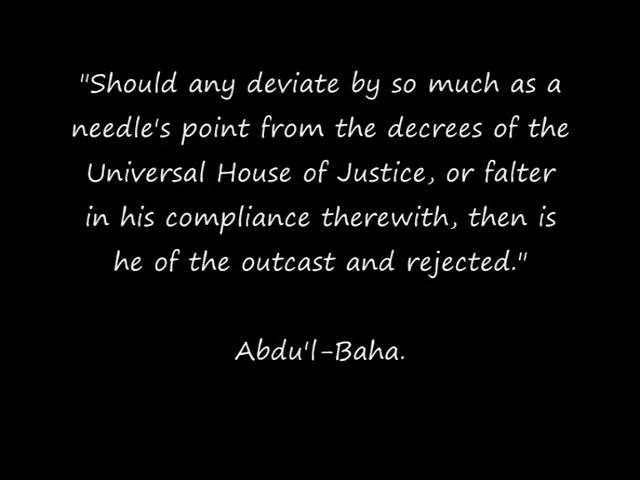 "Should any deviate by so much as a
needle's point from the decrees of the
Universal House of Justice, or falter
in his compliance therewith, then is
he of the outcast and rejected."
Abdu'l-Baha.